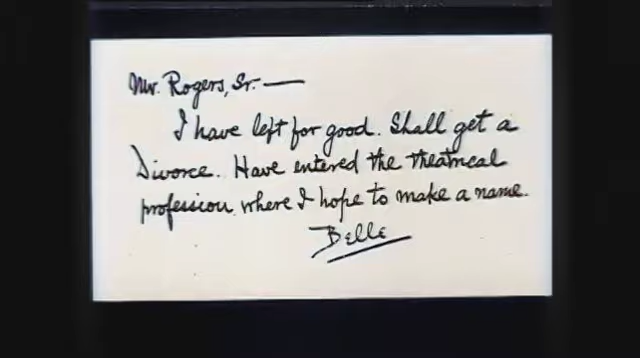 Mr. Rogers, Sr. —
I have left for good. Shall get a
Divorce. Have entered the theatrical
profession where I hope to make a name.
Belle